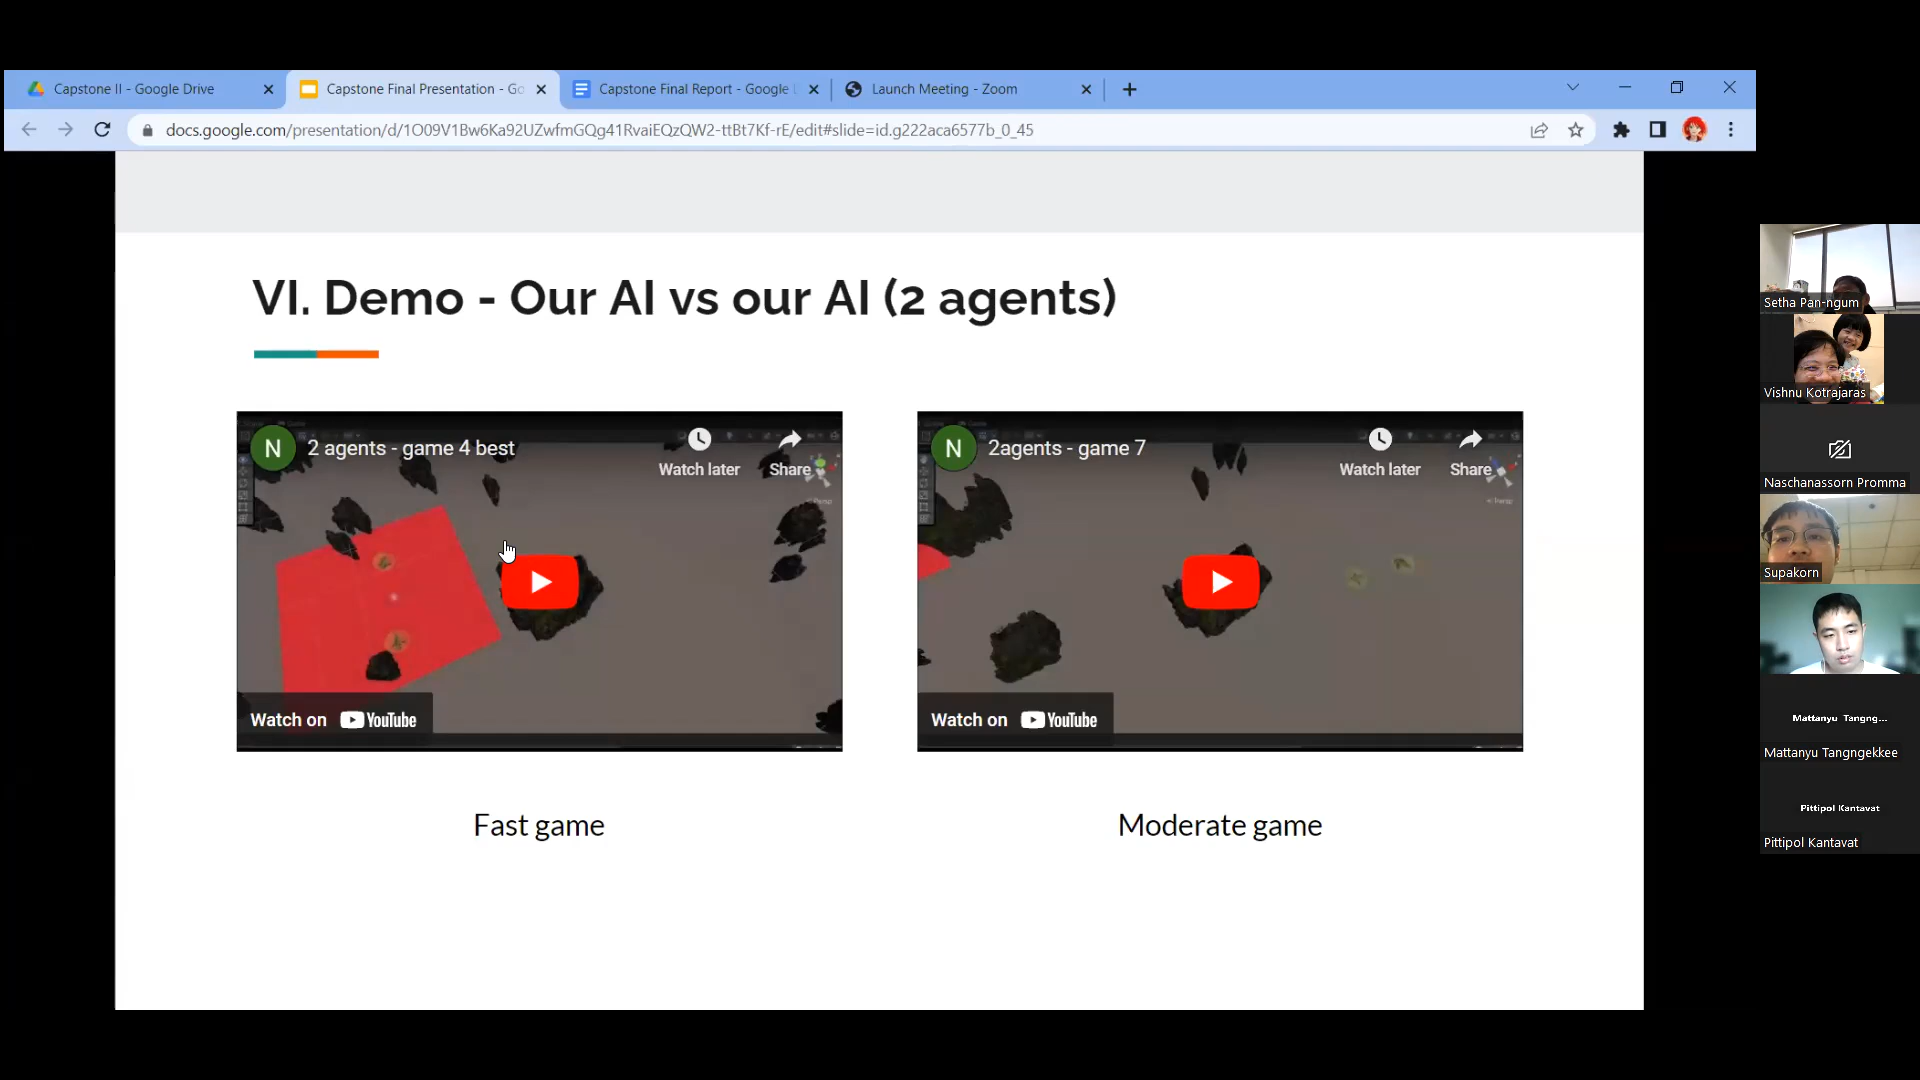 Capstone II - Google Drive
Capstone Final Presentation - Go
Capstone Final Report - Google
Launch Meeting - Zoom
docs.google.com/presentation/d/1O09V1Bw6Ka92UZwfmGQg41RvaiEQzQW2-ttBt7Kf-rE/edit#slide=id.g222aca6577b_0_45
VI. Demo - Our AI vs our AI (2 agents)
N
2 agents - game 4 best
Watch later
Share
Watch on YouTube
N
2agents - game 7
Watch later
Share
Watch on YouTube
Fast game
Moderate game
Setha Pan-ngum
Vishnu Kotrajaras
Naschanassorn Promma
Supakorn
Mattanyu Tangng...
Mattanyu Tangngekkee
Pittipol Kantavat
Pittipol Kantavat